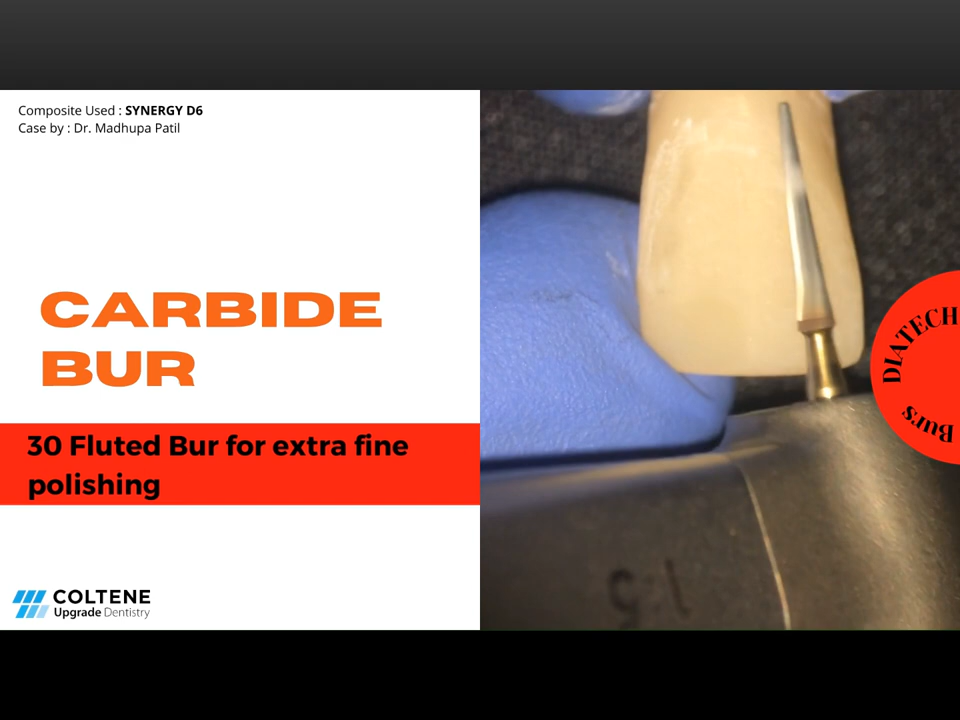 Composite Used : SYNERGY D6
Case by : Dr. Madhupa Patil
CARBIDE
BUR
30 Fluted Bur for extra fine
polishing
COLTENE
Upgrade Dentistry
DIATECH
Burs
15